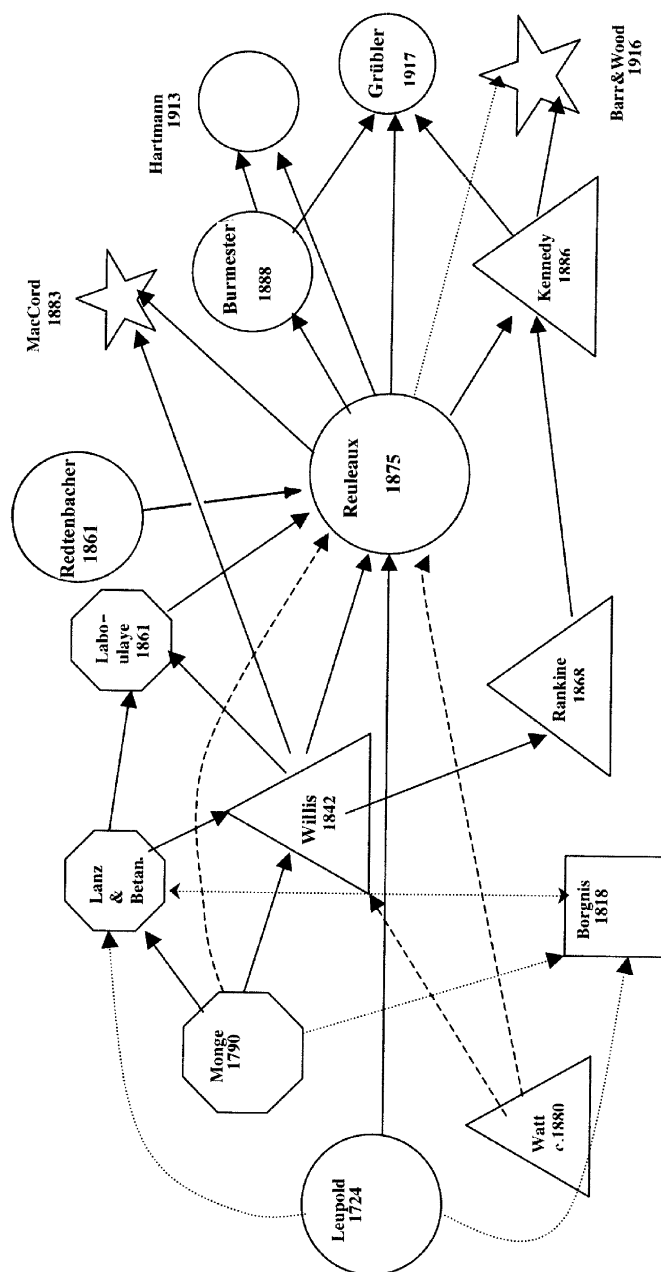 Leupold
1724
Monge
1790
Watt
c.1880
Lanz
&
Betan.
Borgnis
1818
Willis
1842
Labo-
ulaye
1861
Rankine
1868
Redtenbacher
1861
Reuleaux
1875
MacCord
1883
Burmester
1888
Kennedy
1886
Hartmann
1913
Grübler
1917
Barr&Wood
1916